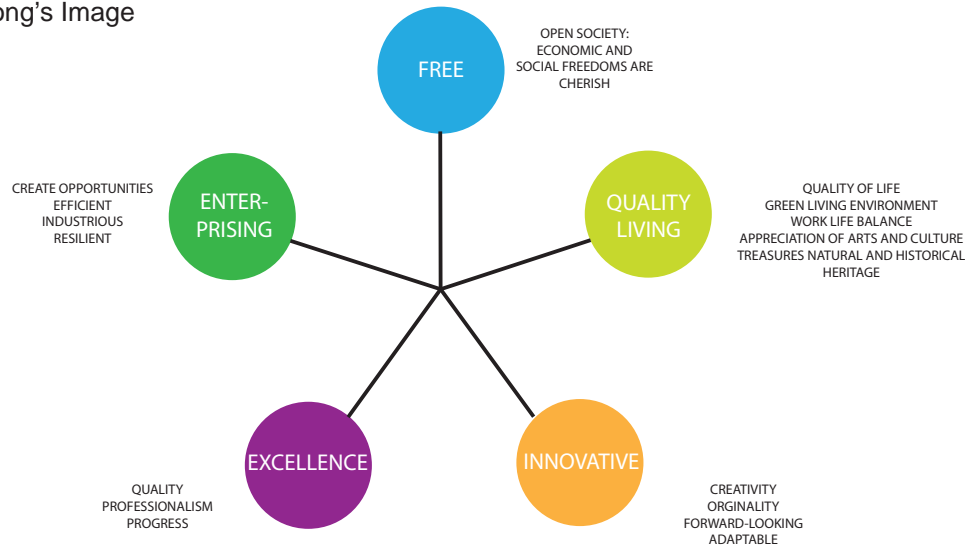 ong's Image
FREE
OPEN SOCIETY:
ECONOMIC AND
SOCIAL FREEDOMS ARE
CHERISH
CREATE OPPORTUNITIES
EFFICIENT
INDUSTRIOUS
RESILIENT
ENTER-
PRISING
QUALITY
LIVING
QUALITY OF LIFE
GREEN LIVING ENVIRONMENT
WORK LIFE BALANCE
APPRECIATION OF ARTS AND CULTURE
TREASURES NATURAL AND HISTORICAL
HERITAGE
EXCELLENCE
QUALITY
PROFESSIONALISM
PROGRESS
INNOVATIVE
CREATIVITY
ORGINALITY
FORWARD-LOOKING
ADAPTABLE